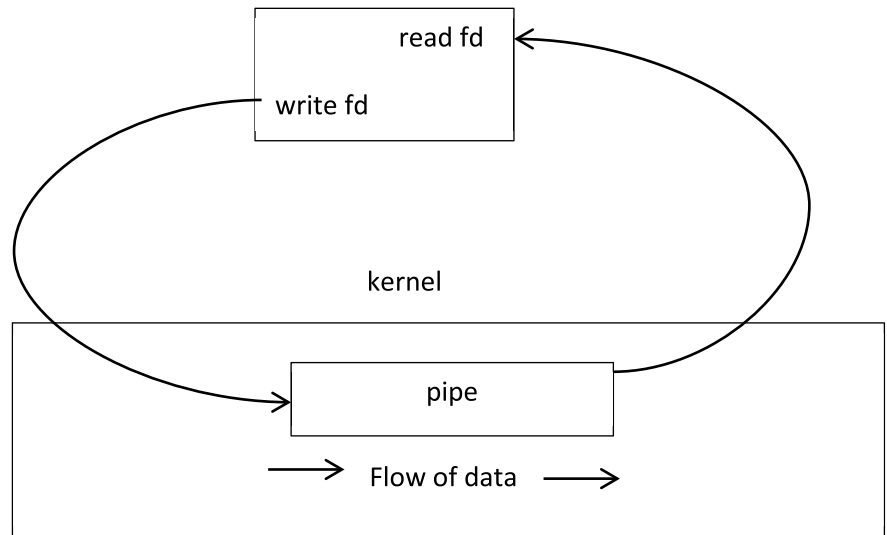 read fd
write fd
kernel
pipe
Flow of data